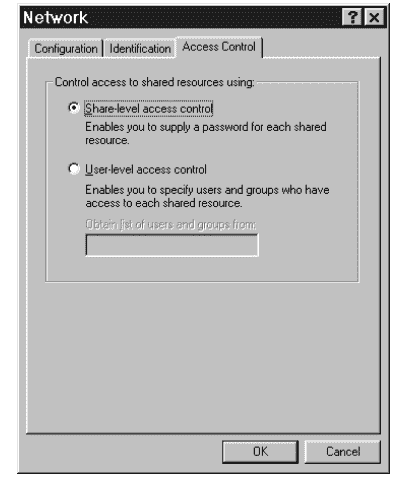 Network
Configuration Identification Access Control
Control access to shared resources using:
Share-level access control
Enables you to supply a password for each shared
resource.
User-level access control
Enables you to specify users and groups who have
access to each shared resource.
Obtain list of users and groups from:
OK Cancel